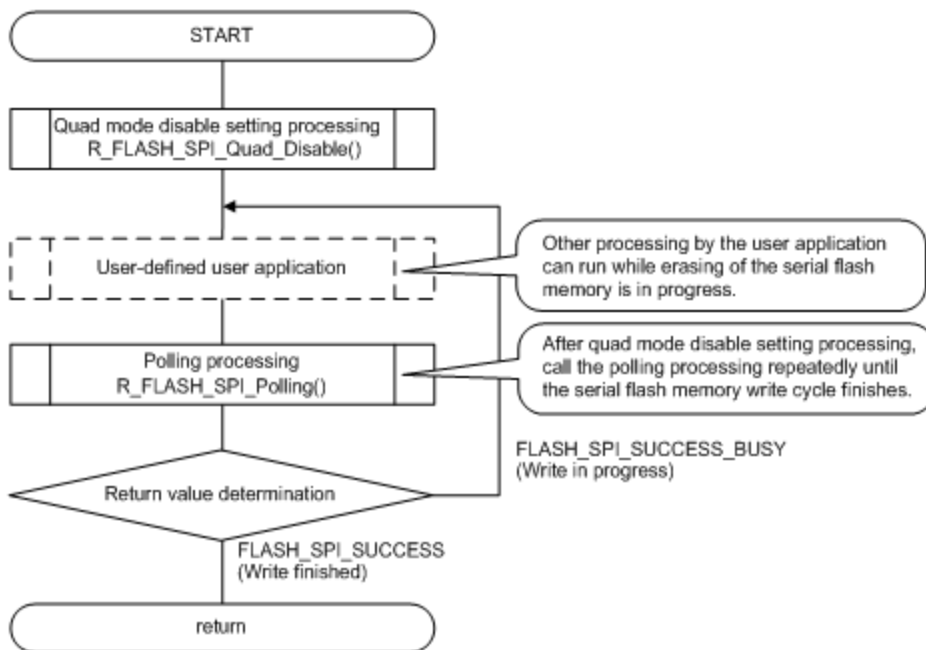 START
Quad mode disable setting processing
R_FLASH_SPI_Quad_Disable()
User-defined user application
Other processing by the user application
can run while erasing of the serial flash
memory is in progress.
Polling processing
R_FLASH_SPI_Polling()
After quad mode disable setting processing,
call the polling processing repeatedly until
the serial flash memory write cycle finishes.
FLASH_SPI_SUCCESS_BUSY
(Write in progress)
Return value determination
FLASH_SPI_SUCCESS
(Write finished)
return